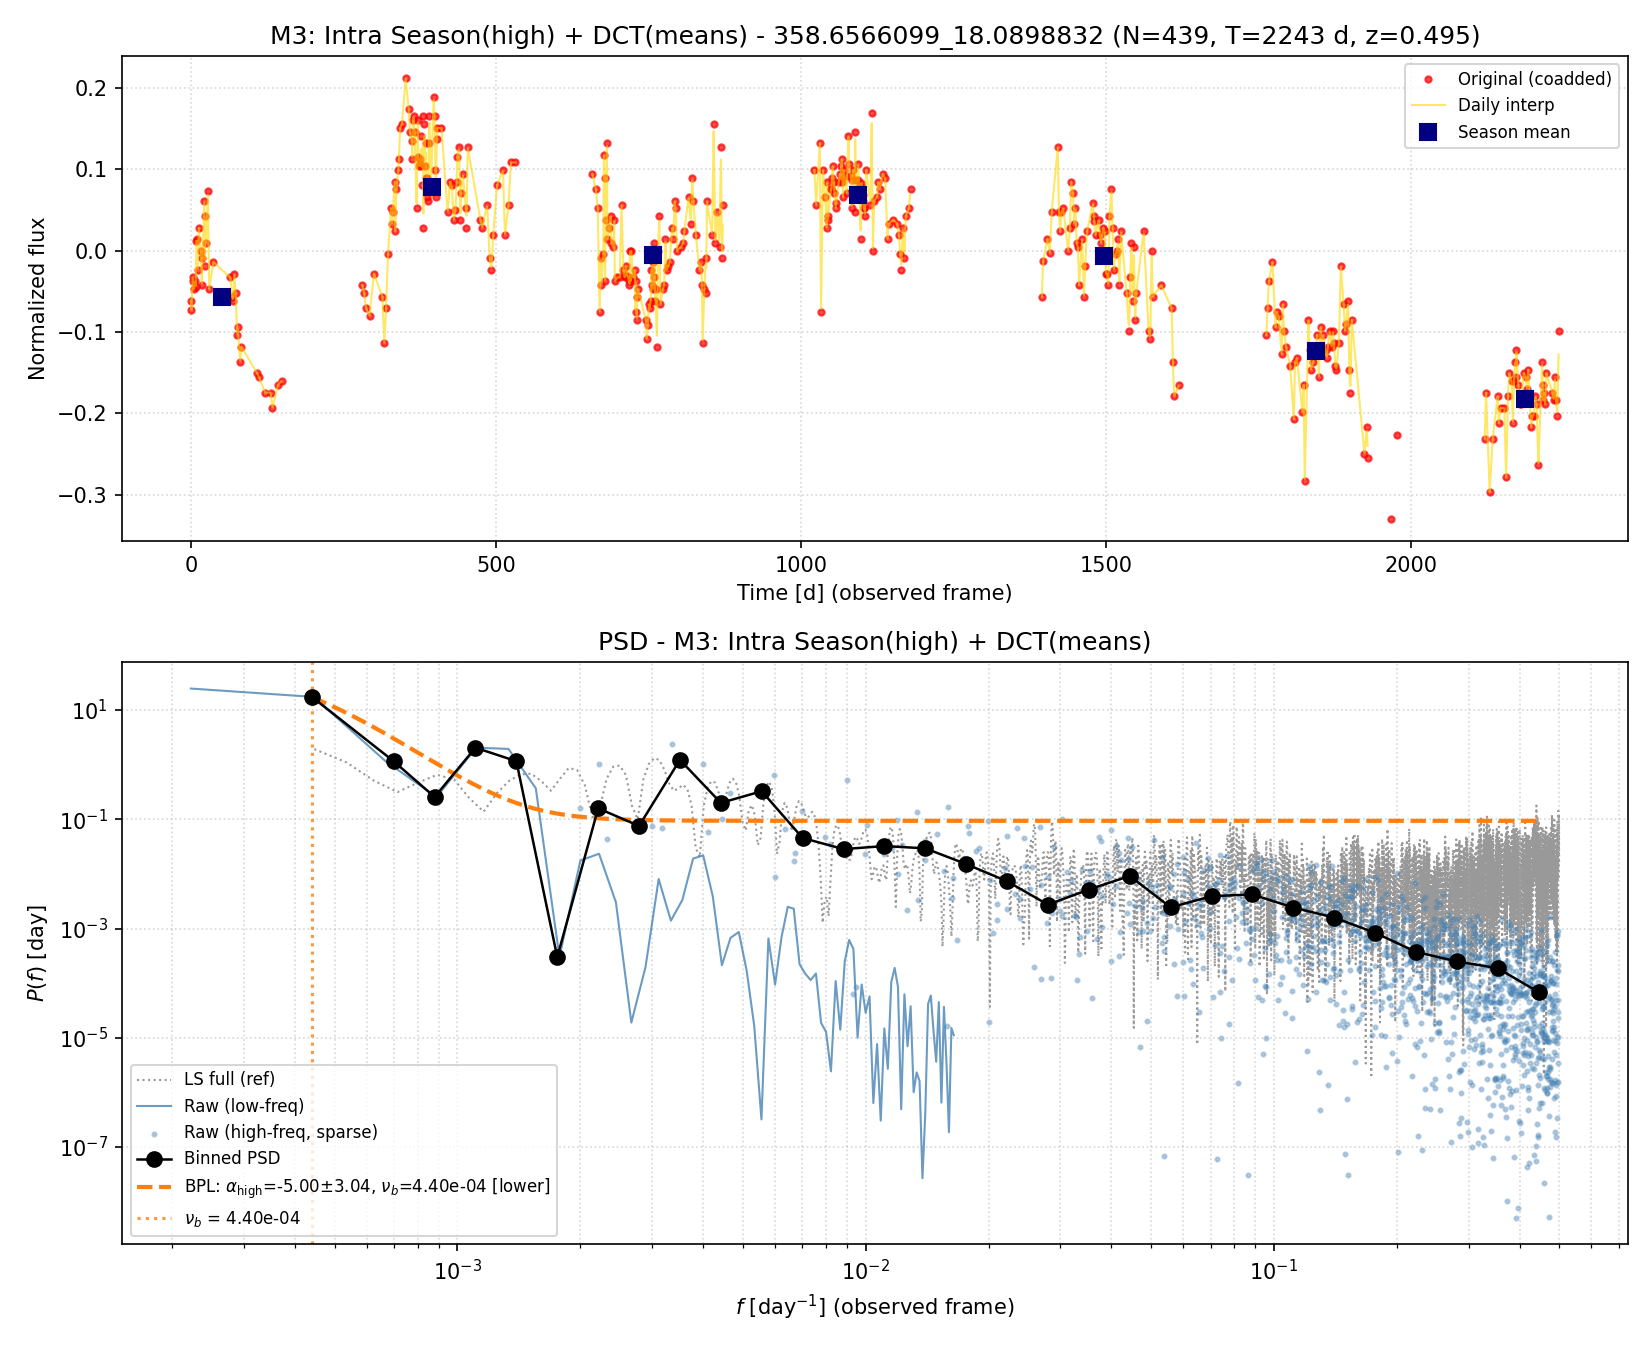 M3: Intra Season(high) + DCT(means) - 358.6566099_18.0898832 (N=439, T=2243 d, z=0.495)
Normalized flux
0.2
0.1
0.0
−0.1
−0.2
−0.3
Original (coadded)
Daily interp
Season mean
0 500 1000 1500 2000
Time [d] (observed frame)
PSD - M3: Intra Season(high) + DCT(means)
P(f) [day]
10¹
10⁻¹
10⁻³
10⁻⁵
10⁻⁷
LS full (ref)
Raw (low-freq)
Raw (high-freq, sparse)
Binned PSD
BPL: α_high=-5.00±3.04, ν_b=4.40e-04 [lower]
ν_b = 4.40e-04
10⁻³ 10⁻² 10⁻¹
f [day⁻¹] (observed frame)